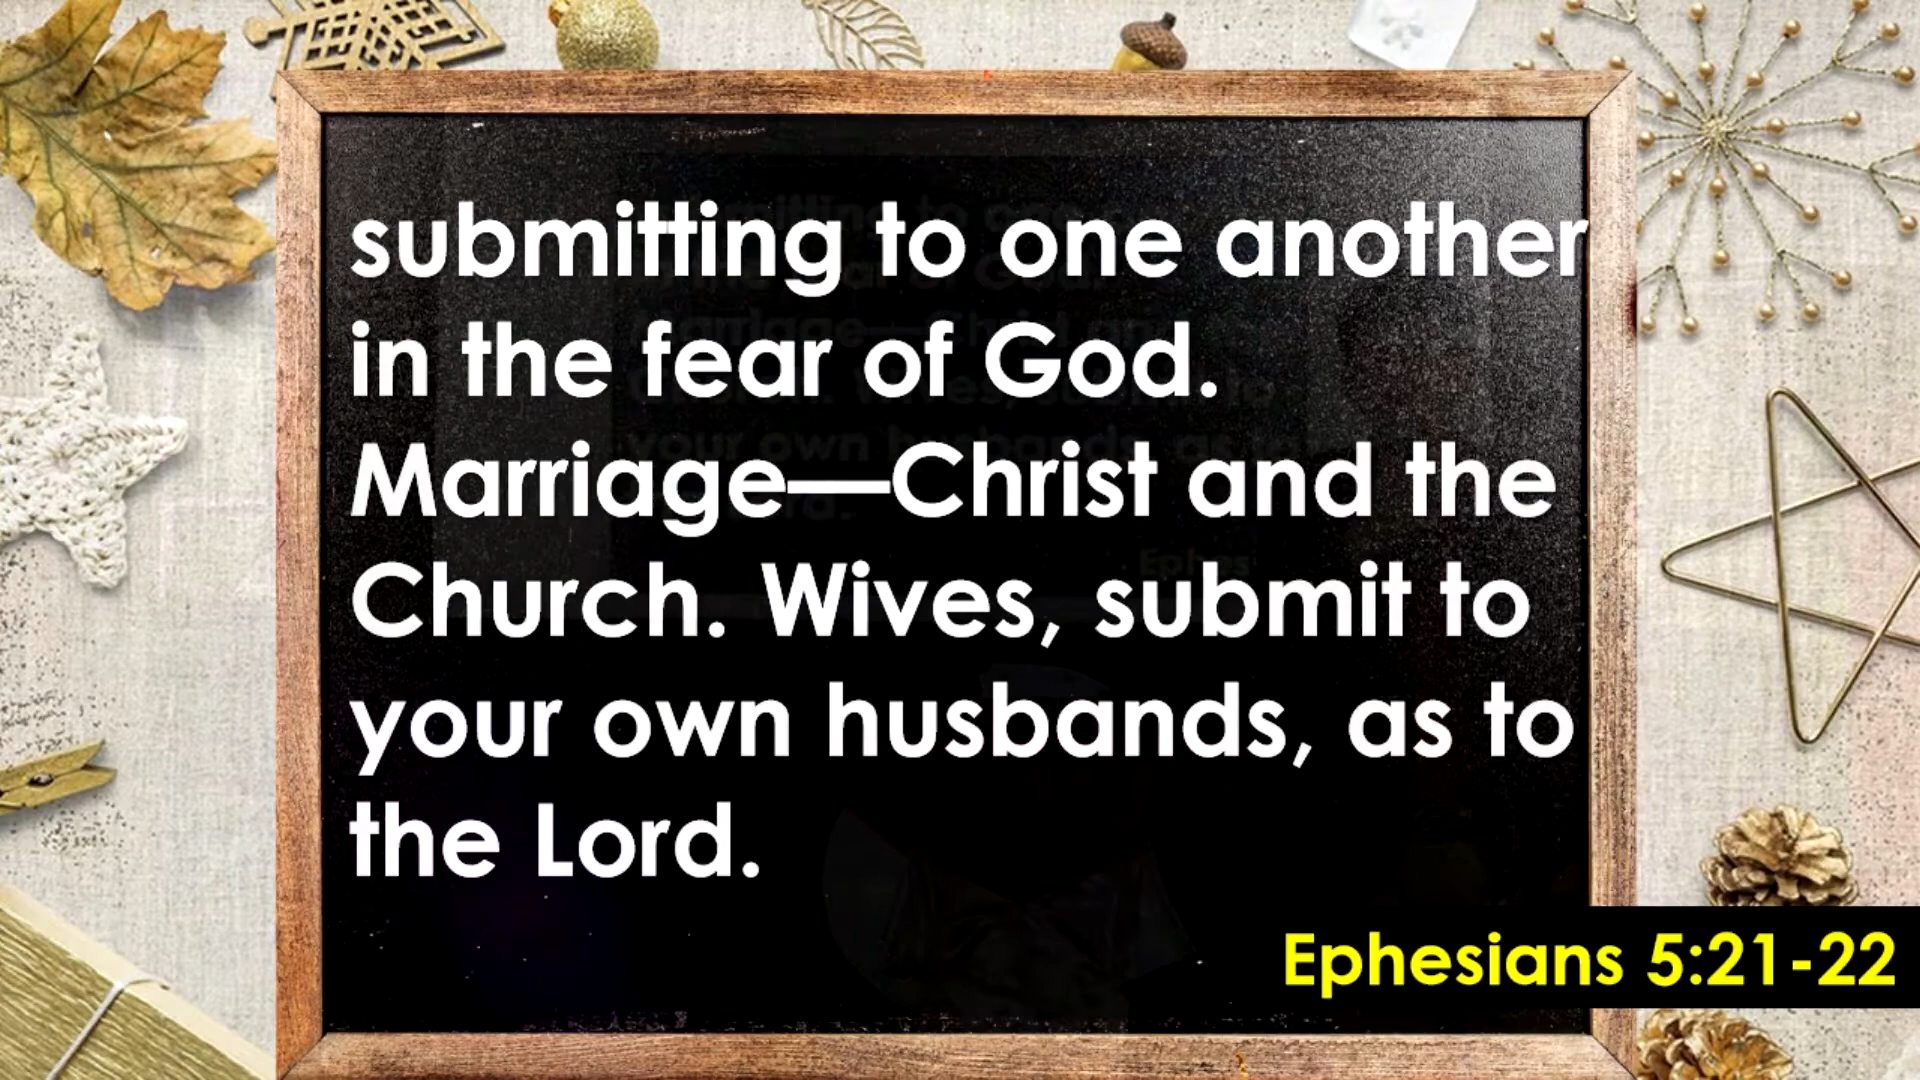 submitting to one another
in the fear of God.
Marriage—Christ and the
Church. Wives, submit to
your own husbands, as to
the Lord.
Ephesians 5:21-22